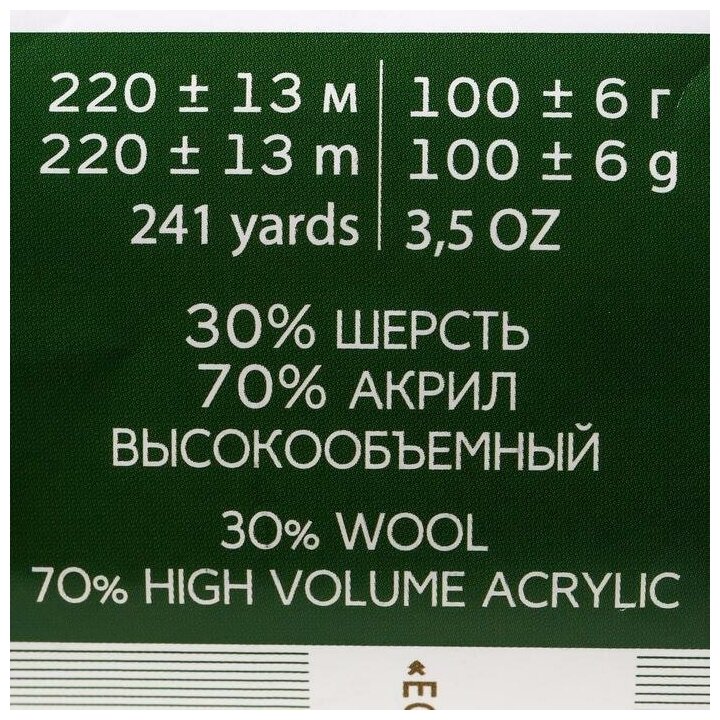 220 ± 13 м 100 ± 6 г
220 ± 13 m 100 ± 6 g
241 yards 3,5 OZ
30% ШЕРСТЬ
70% АКРИЛ
ВЫСОКООБЪЕМНЫЙ
30% WOOL
70% HIGH VOLUME ACRYLIC